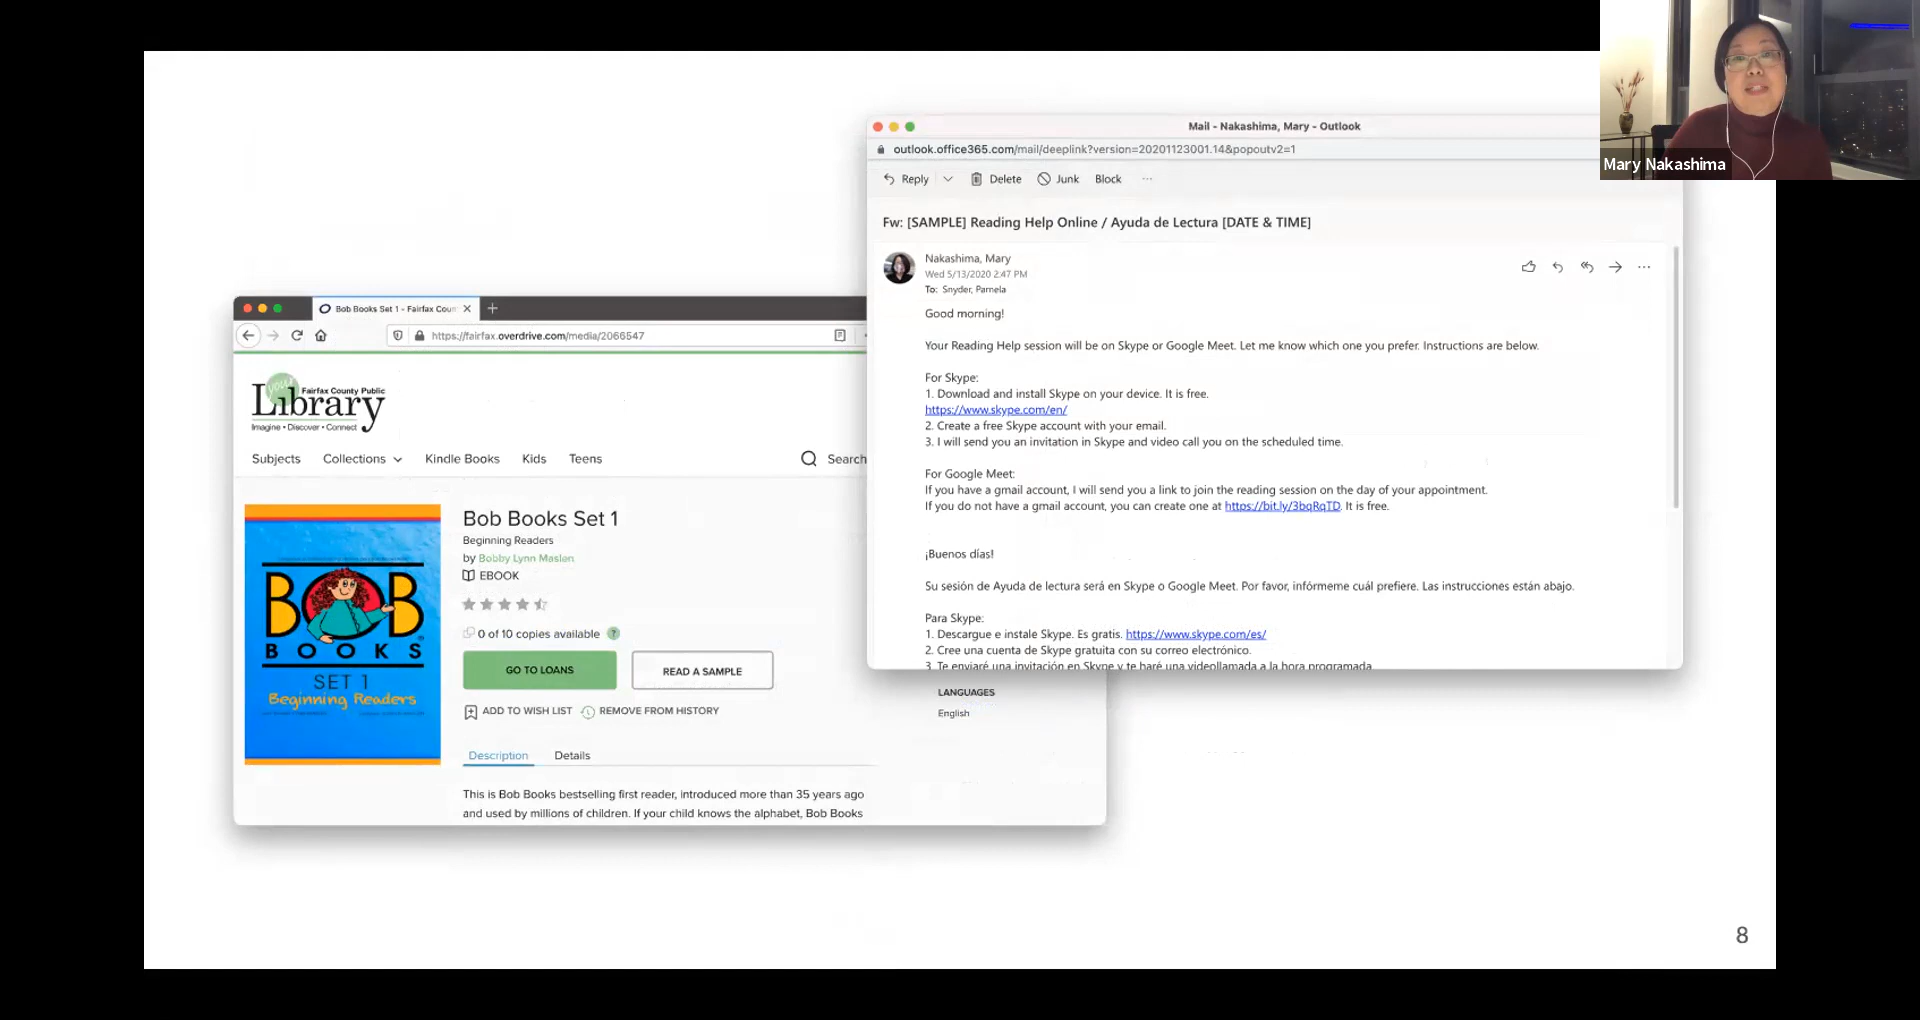 Mary Nakashima
Mail - Nakashima, Mary - Outlook
outlook.office365.com/mail/deeplink?version=20201123001.14&popoutv2=1
Reply Delete Junk Block ...
Fw: [SAMPLE] Reading Help Online / Ayuda de Lectura [DATE & TIME]
Nakashima, Mary
Wed 5/13/2020 2:47 PM
To: Snyder, Pamela
Good morning!
Your Reading Help session will be on Skype or Google Meet. Let me know which one you prefer. Instructions are below.
For Skype:
1. Download and install Skype on your device. It is free.
https://www.skype.com/en/
2. Create a free Skype account with your email.
3. I will send you an invitation in Skype and video call you on the scheduled time.
For Google Meet:
If you have a gmail account, I will send you a link to join the reading session on the day of your appointment.
If you do not have a gmail account, you can create one at https://bit.ly/3bqRqTD. It is free.
¡Buenos días!
Su sesión de Ayuda de lectura será en Skype o Google Meet. Por favor, infórmeme cuál prefiere. Las instrucciones están abajo.
Para Skype:
1. Descargue e instale Skype. Es gratis. https://www.skype.com/es/
2. Cree una cuenta de Skype gratuita con su correo electrónico.
3. Te enviaré una invitación en Skype y te haré una videollamada a la hora programada.
Bob Books Set 1 - Fairfax Coun
https://fairfax.overdrive.com/media/2066547
your
Fairfax County Public
Library
Imagine • Discover • Connect
Subjects Collections Kindle Books Kids Teens Search
BOB
BOOKS
SET 1
Beginning Readers
Bob Books Set 1
Beginning Readers
by Bobby Lynn Maslen
EBOOK
0 of 10 copies available ?
GO TO LOANS READ A SAMPLE
ADD TO WISH LIST REMOVE FROM HISTORY
Description Details
This is Bob Books bestselling first reader, introduced more than 35 years ago
and used by millions of children. If your child knows the alphabet, Bob Books
LANGUAGES
English
8